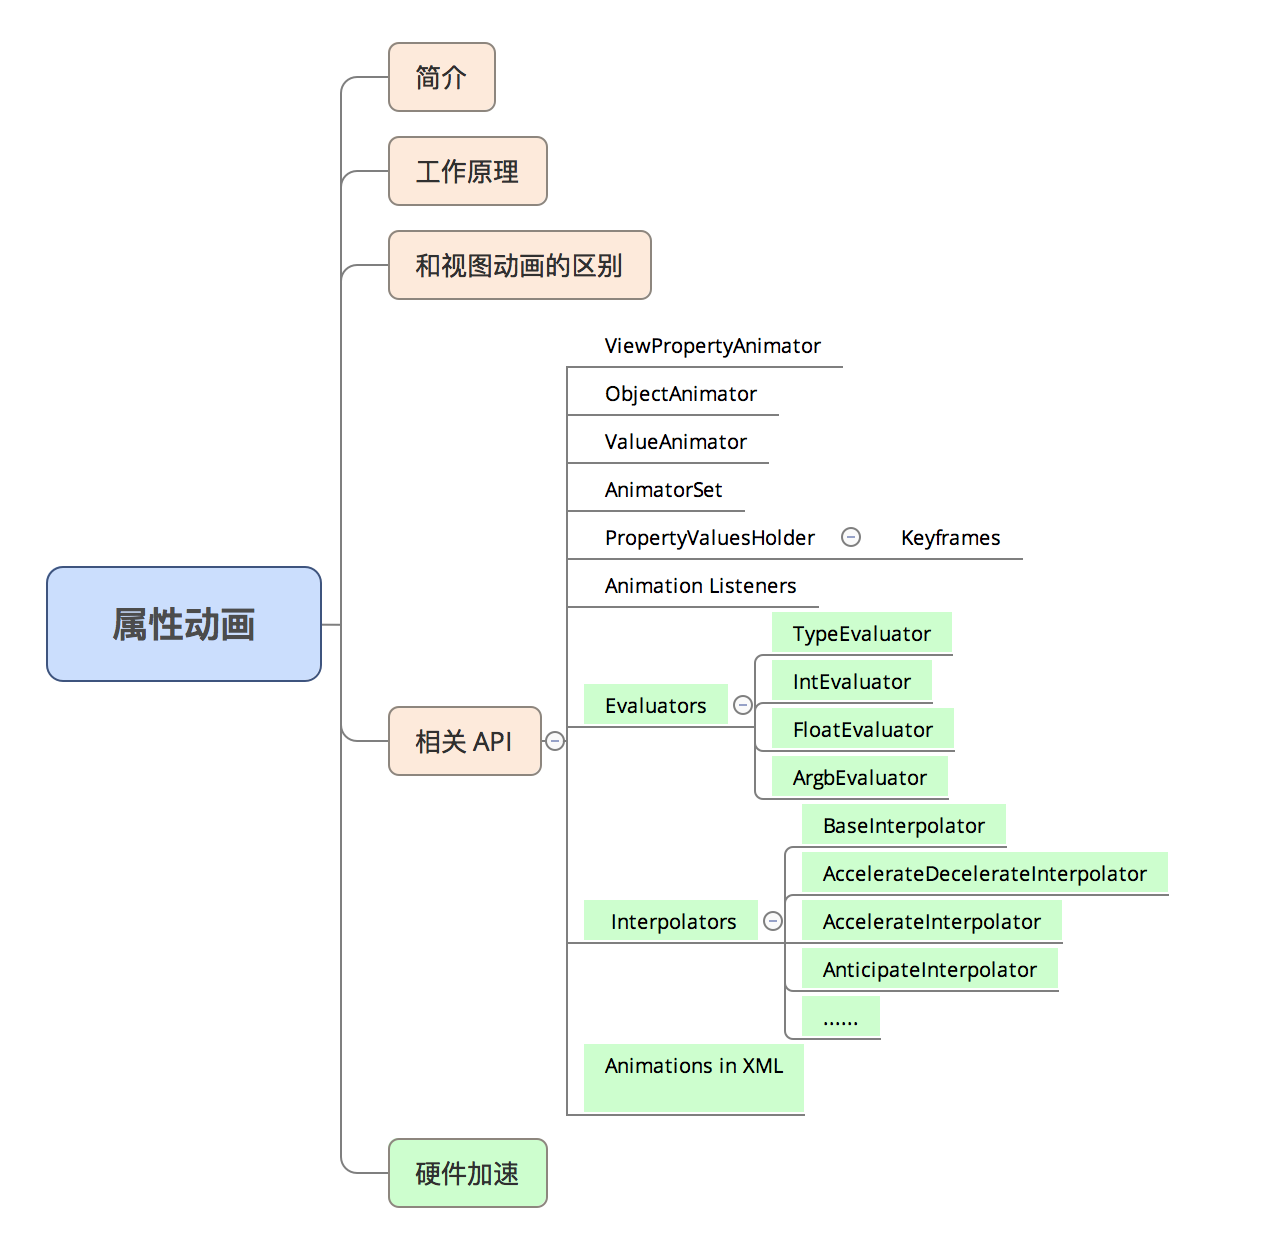 简介
工作原理
和视图动画的区别
ViewPropertyAnimator
ObjectAnimator
ValueAnimator
AnimatorSet
PropertyValuesHolder Keyframes
Animation Listeners
属性动画
TypeEvaluator
IntEvaluator
Evaluators
FloatEvaluator
相关 API
ArgbEvaluator
BaseInterpolator
AccelerateDecelerateInterpolator
Interpolators
AccelerateInterpolator
AnticipateInterpolator
......
Animations in XML
硬件加速